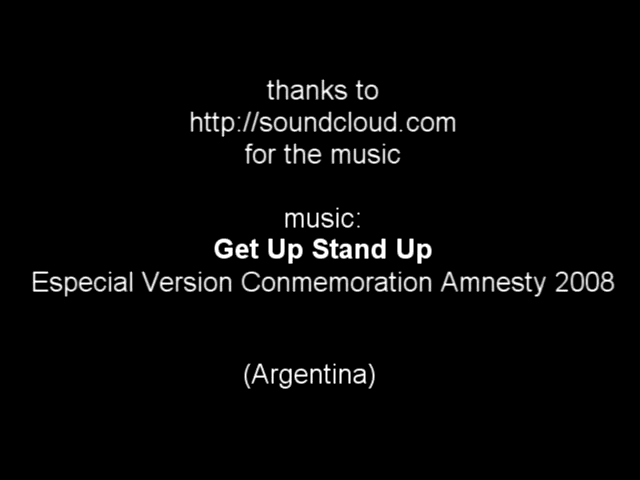 thanks to
http://soundcloud.com
for the music
music:
Get Up Stand Up
Especial Version Conmemoration Amnesty 2008
(Argentina)